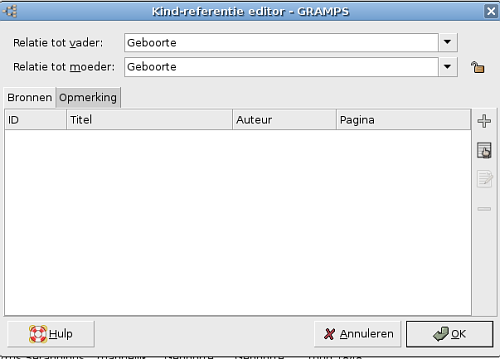 Kind-referentie editor - GRAMPS
Relatie tot vader: Geboorte
Relatie tot moeder: Geboorte
Bronnen Opmerking
ID Titel Auteur Pagina
Hulp Annuleren OK